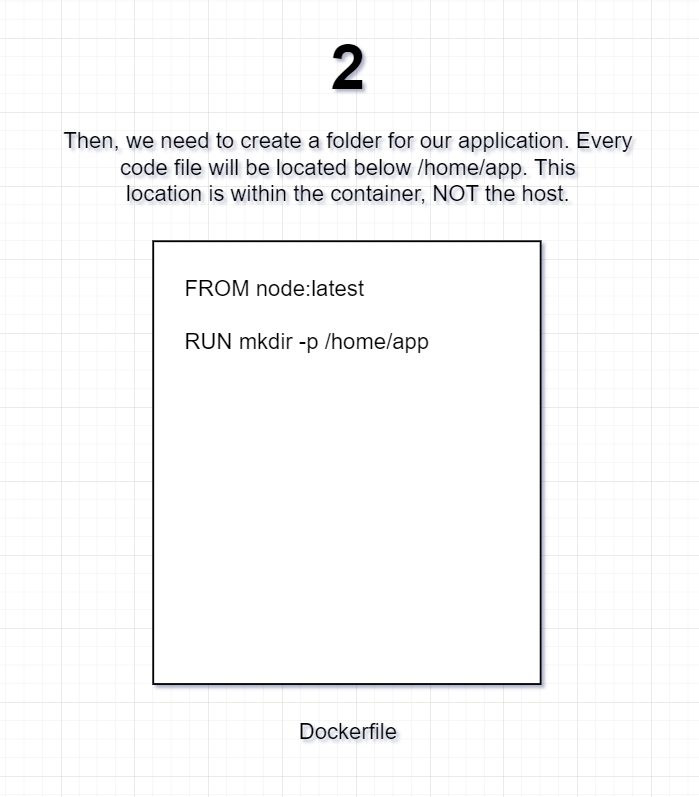 2
Then, we need to create a folder for our application. Every
code file will be located below /home/app. This
location is within the container, NOT the host.
FROM node:latest
RUN mkdir -p /home/app
Dockerfile